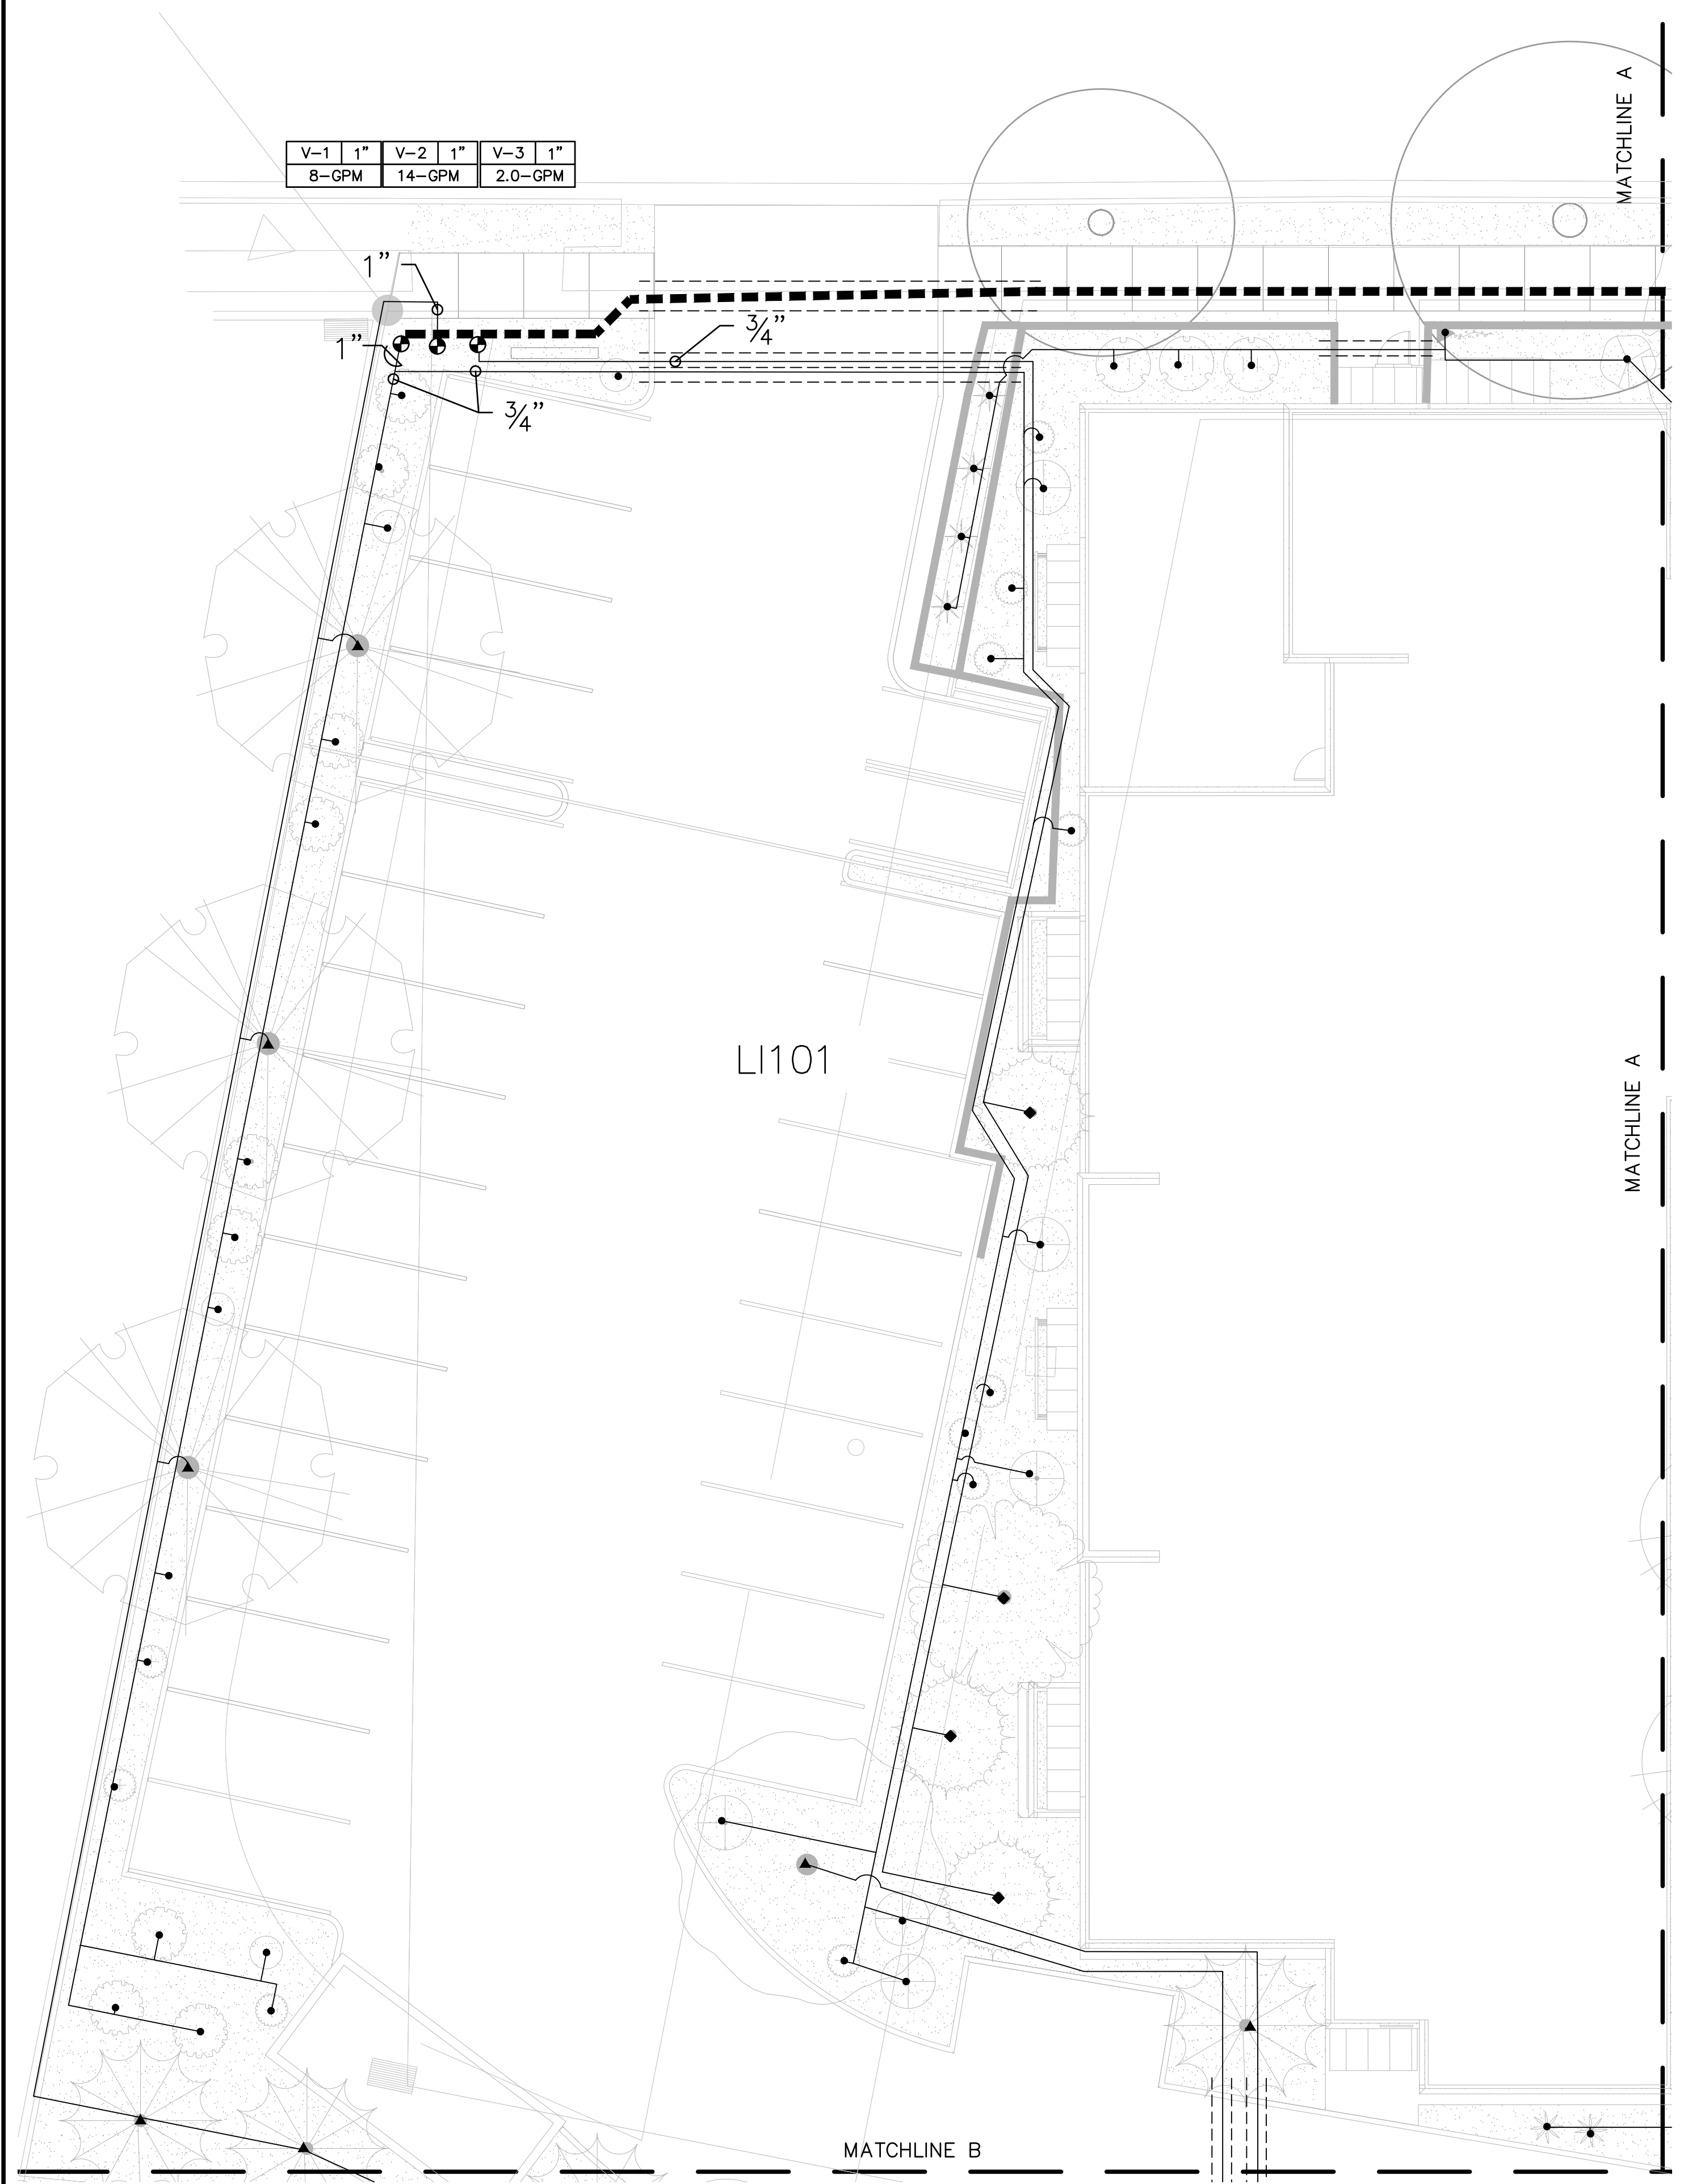 MATCHLINE A
V-1 1" V-2 1" V-3 1"
8-GPM 14-GPM 2.0-GPM
1"
3/4"
1"
3/4"
LI101
MATCHLINE A
MATCHLINE B